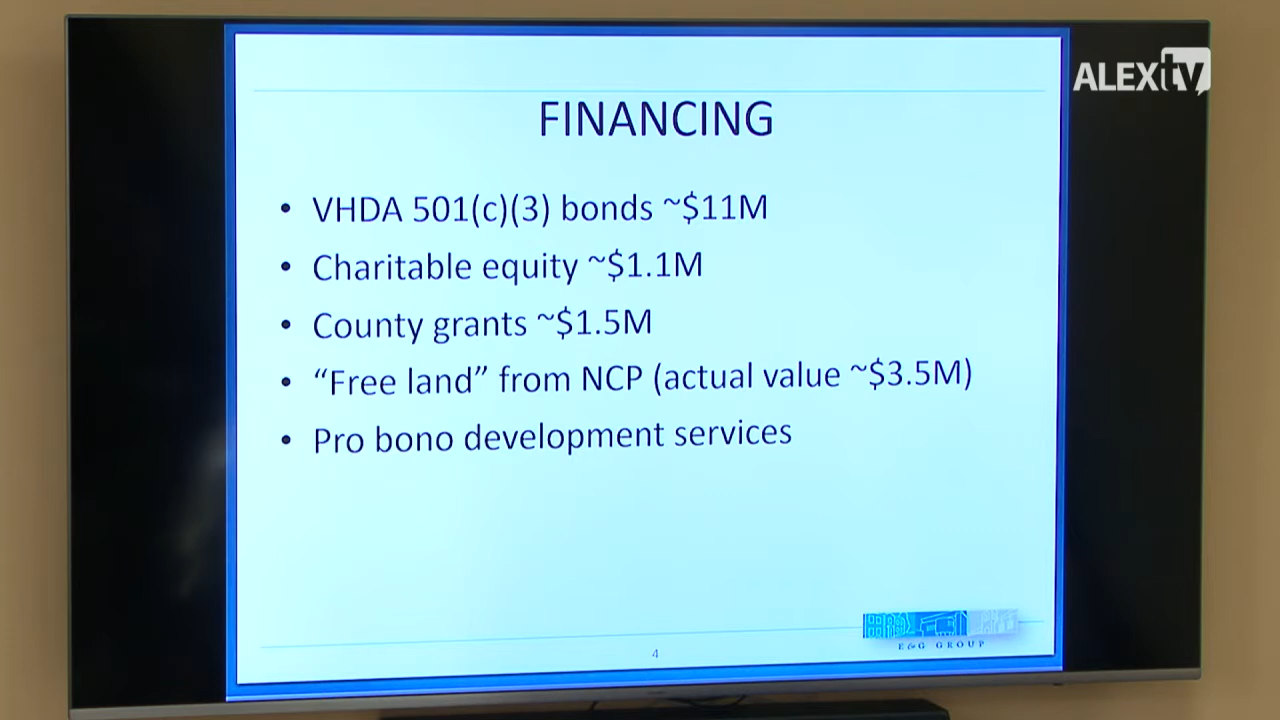 ALEXtv
FINANCING
• VHDA 501(c)(3) bonds ~$11M
• Charitable equity ~$1.1M
• County grants ~$1.5M
• “Free land” from NCP (actual value ~$3.5M)
• Pro bono development services
4
E&G GROUP